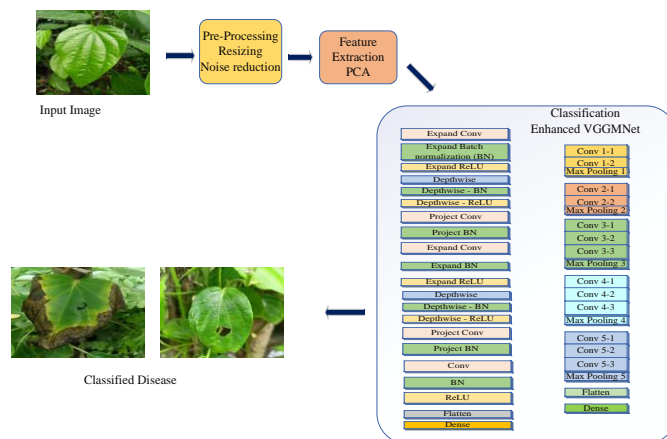 Pre-Processing
Resizing
Noise reduction
Feature
Extraction
PCA
Input Image
Classification
Enhanced VGGMNet
Expand Conv
Expand Batch
normalization (BN)
Expand ReLU
Depthwise
Depthwise - BN
Depthwise - ReLU
Project Conv
Project BN
Expand Conv
Expand BN
Expand ReLU
Depthwise
Depthwise - BN
Depthwise - ReLU
Project Conv
Project BN
Conv
BN
ReLU
Flatten
Dense
Conv 1-1
Conv 1-2
Max Pooling 1
Conv 2-1
Conv 2-2
Max Pooling 2
Conv 3-1
Conv 3-2
Conv 3-3
Max Pooling 3
Conv 4-1
Conv 4-2
Conv 4-3
Max Pooling 4
Conv 5-1
Conv 5-2
Conv 5-3
Max Pooling 5
Flatten
Dense
Classified Disease